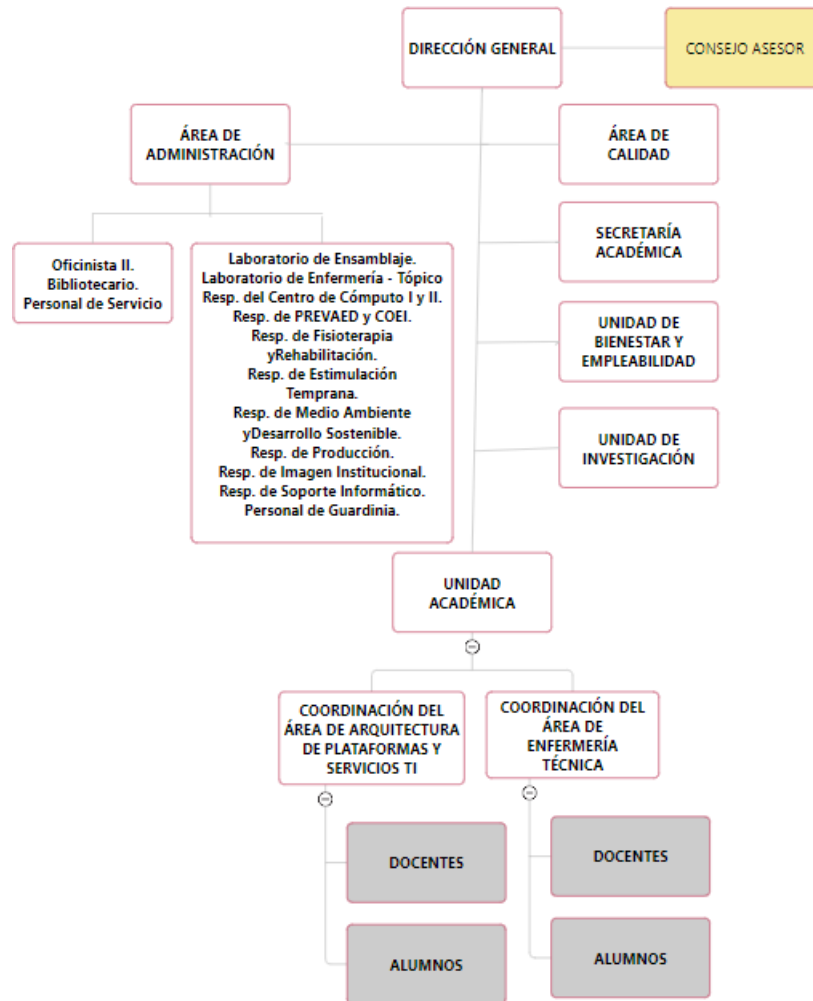 DIRECCIÓN GENERAL
CONSEJO ASESOR
ÁREA DE
ADMINISTRACIÓN
ÁREA DE
CALIDAD
SECRETARÍA
ACADÉMICA
Oficinista II.
Bibliotecario.
Personal de Servicio
Laboratorio de Ensamblaje.
Laboratorio de Enfermería - Tópico
Resp. del Centro de Cómputo I y II.
Resp. de PREVAED y COEI.
Resp. de Fisioterapia
yRehabilitación.
Resp. de Estimulación
Temprana.
Resp. de Medio Ambiente
yDesarrollo Sostenible.
Resp. de Producción.
Resp. de Imagen Institucional.
Resp. de Soporte Informático.
Personal de Guardinia.
UNIDAD DE
BIENESTAR Y
EMPLEABILIDAD
UNIDAD DE
INVESTIGACIÓN
UNIDAD
ACADÉMICA
COORDINACIÓN DEL
ÁREA DE ARQUITECTURA
DE PLATAFORMAS Y
SERVICIOS TI
COORDINACIÓN DEL
ÁREA DE
ENFERMERÍA
TÉCNICA
DOCENTES
ALUMNOS
DOCENTES
ALUMNOS